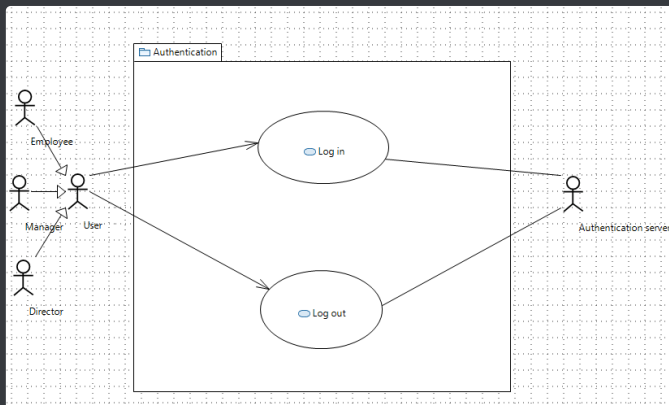 Authentication
Employee
Log in
Manager
User
Authentication server
Director
Log out